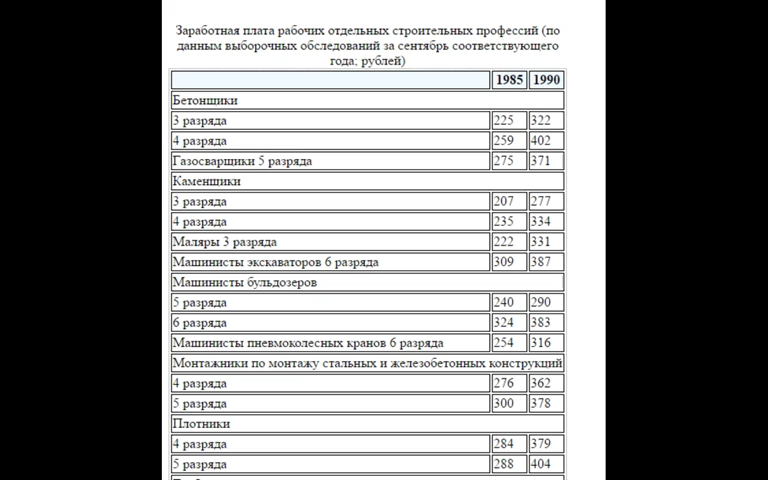 Заработная плата рабочих отдельных строительных профессий (по
данным выборочных обследований за сентябрь соответствующего
года; рублей)
1985 1990
Бетонщики
3 разряда 225 322
4 разряда 259 402
Газосварщики 5 разряда 275 371
Каменщики
3 разряда 207 277
4 разряда 235 334
Маляры 3 разряда 222 331
Машинисты экскаваторов 6 разряда 309 387
Машинисты бульдозеров
5 разряда 240 290
6 разряда 324 383
Машинисты пневмоколесных кранов 6 разряда 254 316
Монтажники по монтажу стальных и железобетонных конструкций
4 разряда 276 362
5 разряда 300 378
Плотники
4 разряда 284 379
5 разряда 288 404